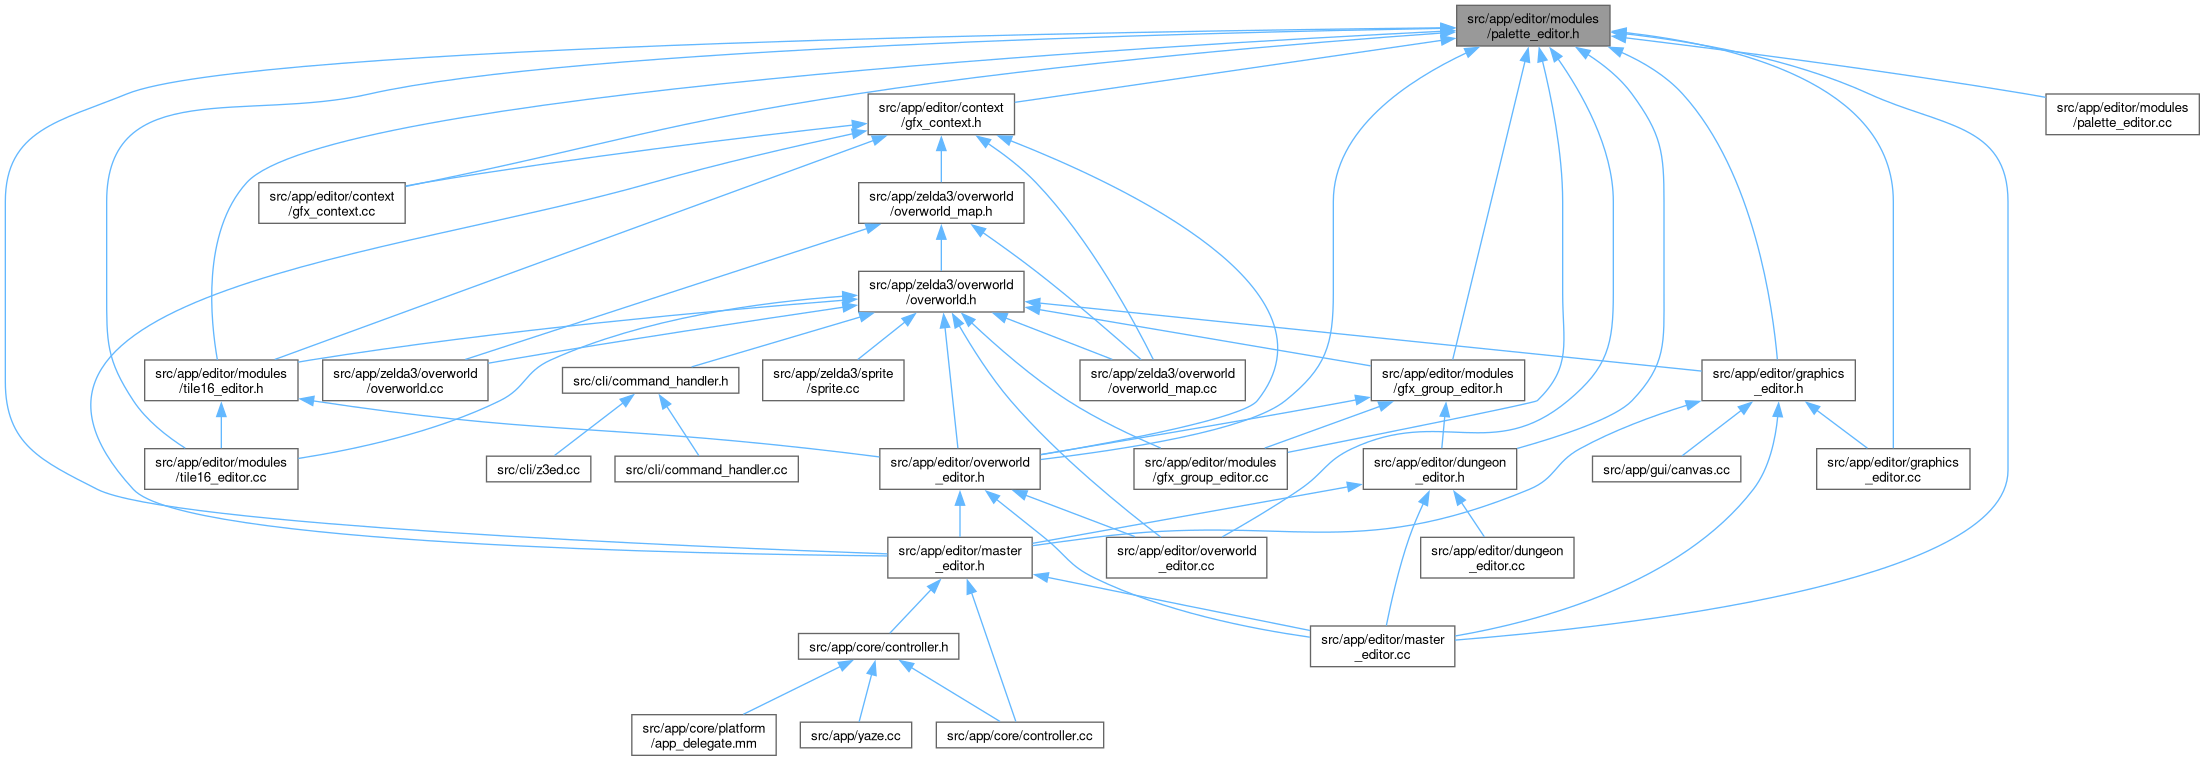 src/app/editor/modules
/palette_editor.h
src/app/editor/context
/gfx_context.h
src/app/editor/modules
/palette_editor.cc
src/app/editor/context
/gfx_context.cc
src/app/zelda3/overworld
/overworld_map.h
src/app/zelda3/overworld
/overworld.h
src/app/editor/modules
/tile16_editor.h
src/app/zelda3/overworld
/overworld.cc
src/cli/command_handler.h
src/app/zelda3/sprite
/sprite.cc
src/app/zelda3/overworld
/overworld_map.cc
src/app/editor/modules
/gfx_group_editor.h
src/app/editor/graphics
_editor.h
src/app/editor/modules
/tile16_editor.cc
src/cli/z3ed.cc
src/cli/command_handler.cc
src/app/editor/overworld
_editor.h
src/app/editor/modules
/gfx_group_editor.cc
src/app/editor/dungeon
_editor.h
src/app/gui/canvas.cc
src/app/editor/graphics
_editor.cc
src/app/editor/master
_editor.h
src/app/editor/overworld
_editor.cc
src/app/editor/dungeon
_editor.cc
src/app/core/controller.h
src/app/editor/master
_editor.cc
src/app/core/platform
/app_delegate.mm
src/app/yaze.cc
src/app/core/controller.cc